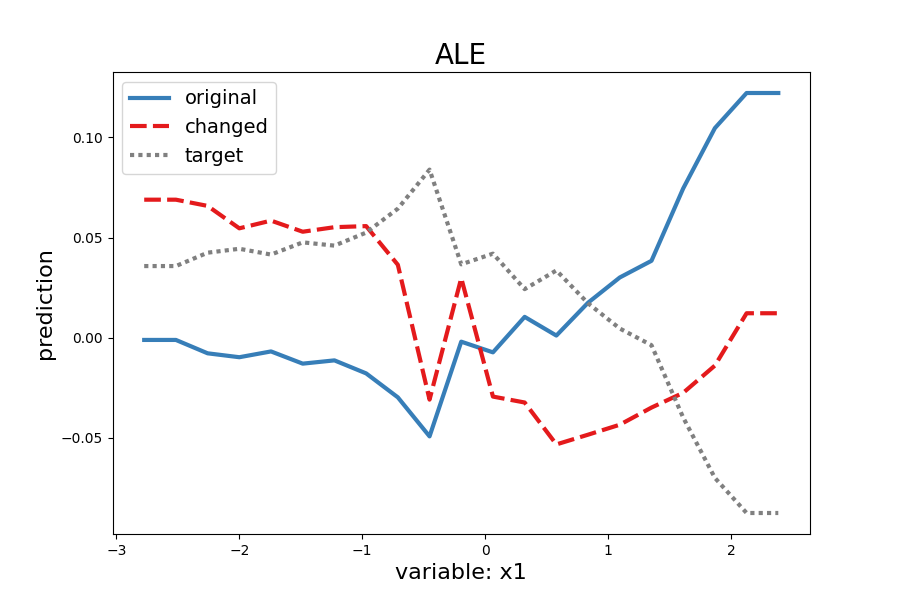 ALE
original
changed
target
prediction
0.10
0.05
0.00
−0.05
−3
−2
−1
0
1
2
variable: x1